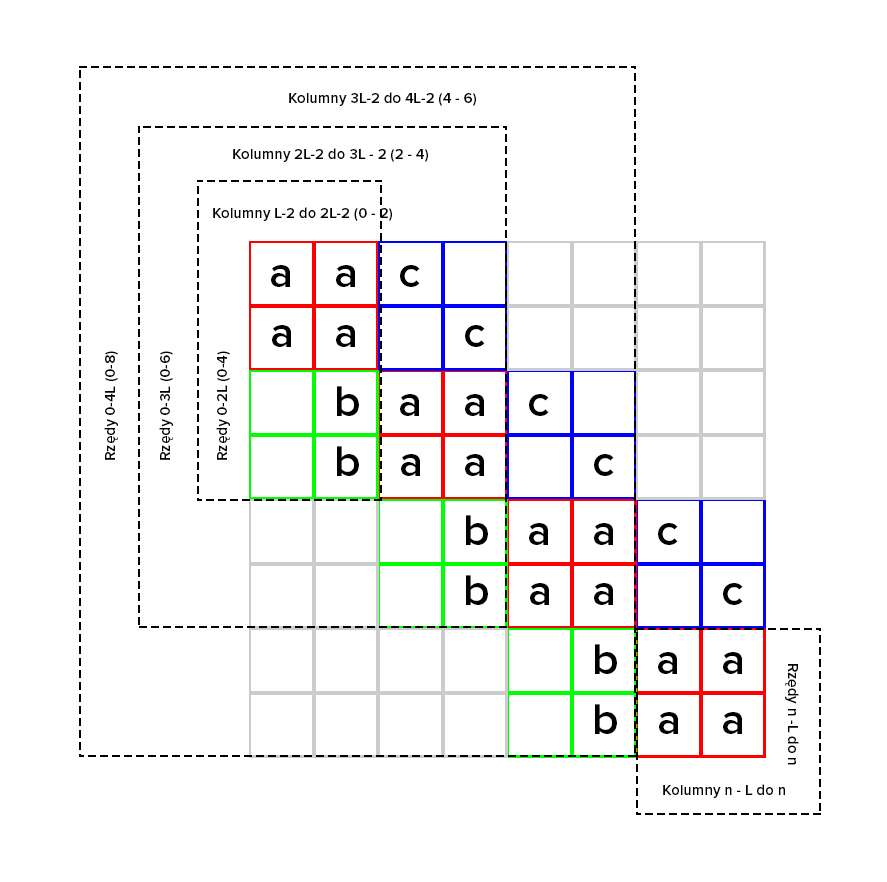 Kolumny 3L-2 do 4L-2 (4 - 6)
Kolumny 2L-2 do 3L - 2 (2 - 4)
Kolumny L-2 do 2L-2 (0 - 2)
Rzędy 0-4L (0-8)
Rzędy 0-3L (0-6)
Rzędy 0-2L (0-4)
a a c
a a c
b a a c
b a a c
b a a c
b a a c
b a a
b a a
Rzędy n -L do n
Kolumny n - L do n